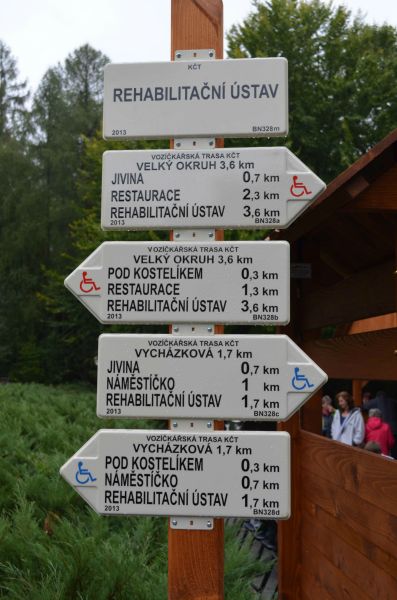 KČT
REHABILITAČNÍ ÚSTAV
2013 BN328m
VOZÍČKÁŘSKÁ TRASA KČT
VELKÝ OKRUH 3,6 km
JIVINA 0,7 km
RESTAURACE 2,3 km
REHABILITAČNÍ ÚSTAV 3,6 km
2013 BN328a
VOZÍČKÁŘSKÁ TRASA KČT
VELKÝ OKRUH 3,6 km
POD KOSTELÍKEM 0,3 km
RESTAURACE 1,3 km
REHABILITAČNÍ ÚSTAV 3,6 km
2013 BN328b
VOZÍČKÁŘSKÁ TRASA KČT
VYCHÁZKOVÁ 1,7 km
JIVINA 0,7 km
NÁMĚSTÍČKO 1 km
REHABILITAČNÍ ÚSTAV 1,7 km
2013 BN328c
VOZÍČKÁŘSKÁ TRASA KČT
VYCHÁZKOVÁ 1,7 km
POD KOSTELÍKEM 0,3 km
NÁMĚSTÍČKO 0,7 km
REHABILITAČNÍ ÚSTAV 1,7 km
2013 BN328d